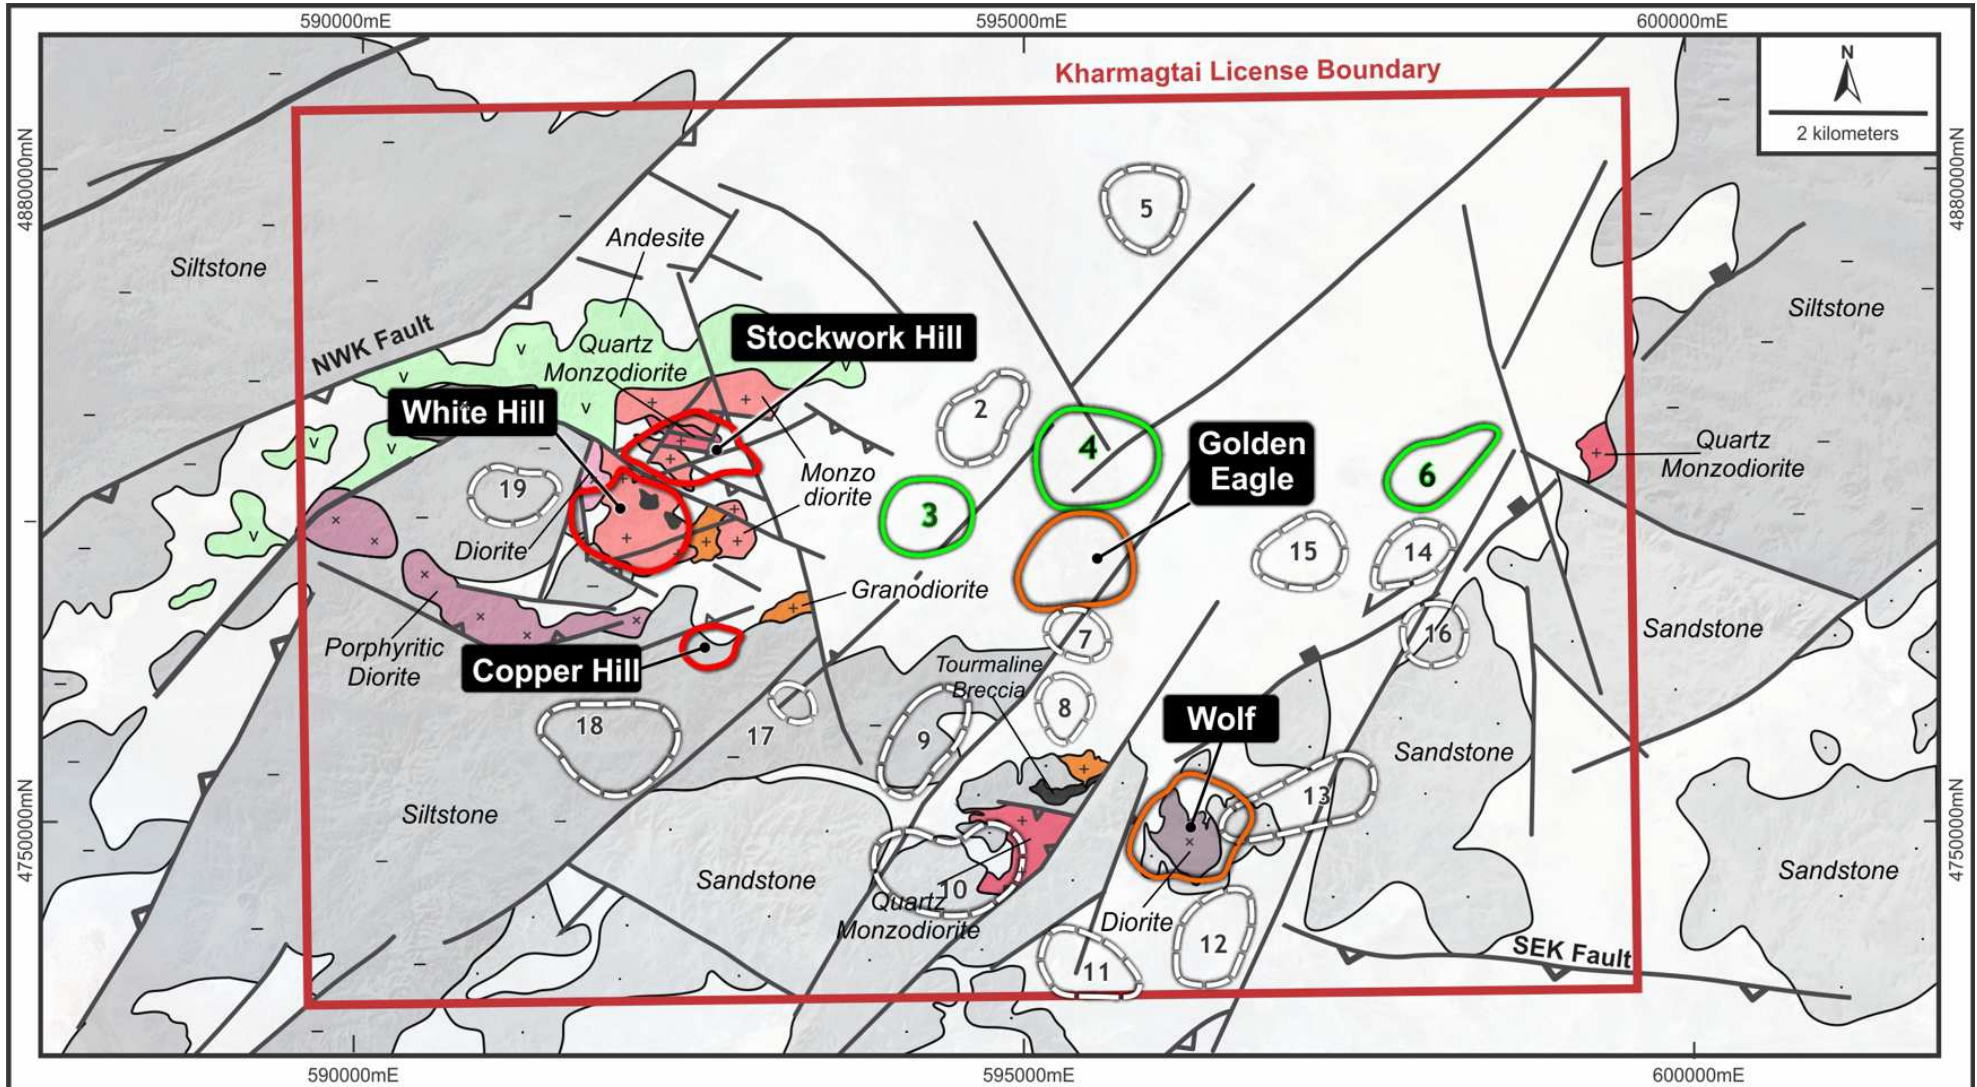 590000mE
595000mE
600000mE
Kharmagtai License Boundary
N
2 kilometers
4880000mN
4880000mN
5
Andesite
Siltstone
Siltstone
NWK Fault
Stockwork Hill
Quartz
Monzodiorite
White Hill
2
4
Golden
Eagle
6
Quartz
Monzodiorite
Monzo
diorite
19
3
Diorite
15
14
Granodiorite
Porphyritic
Diorite
Copper Hill
7
16
Sandstone
Tourmaline
Breccia
18
17
9
8
Wolf
Sandstone
13
Siltstone
4750000mN
4750000mN
Sandstone
10
Quartz
Monzodiorite
Diorite
Sandstone
12
11
SEK Fault
590000mE
595000mE
600000mE